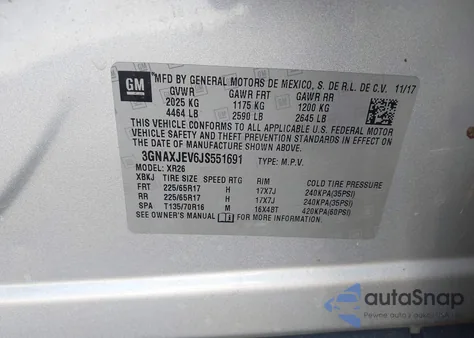 GM
MFD BY GENERAL MOTORS DE MEXICO, S. DE R.L. DE C.V. 11/17
GVWR GAWR FRT GAWR RR
2025 KG 1175 KG 1200 KG
4464 LB 2590 LB 2645 LB
THIS VEHICLE CONFORMS TO ALL APPLICABLE U.S. FEDERAL MOTOR
VEHICLE SAFETY AND THEFT PREVENTION STANDARDS IN EFFECT ON
THE DATE OF MANUFACTURE SHOWN ABOVE.
3GNAXJEV6JS551691 TYPE: M.P.V.
MODEL: XR26
XBKJ TIRE SIZE SPEED RTG RIM COLD TIRE PRESSURE
FRT 225/65R17 H 17X7J 240KPA(35PSI)
RR 225/65R17 H 17X7J 240KPA(35PSI)
SPA T135/70R16 M 16X4BT 420KPA(60PSI)
SEE OWNER'S MANUAL FOR ADDITIONAL INFORMATION
autoSnap